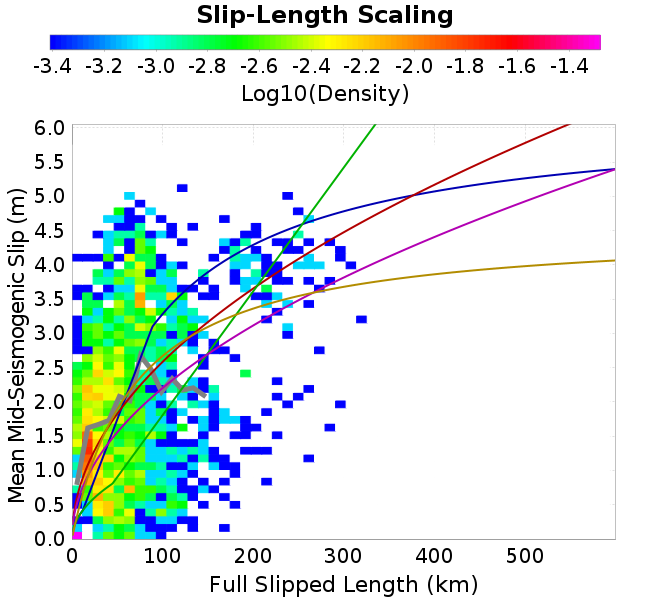 Slip-Length Scaling
-3.4 -3.2 -3.0 -2.8 -2.6 -2.4 -2.2 -2.0 -1.8 -1.6 -1.4
Log10(Density)
Mean Mid-Seismogenic Slip (m)
6.0
5.5
5.0
4.5
4.0
3.5
3.0
2.5
2.0
1.5
1.0
0.5
0.0
0 100 200 300 400 500
Full Slipped Length (km)